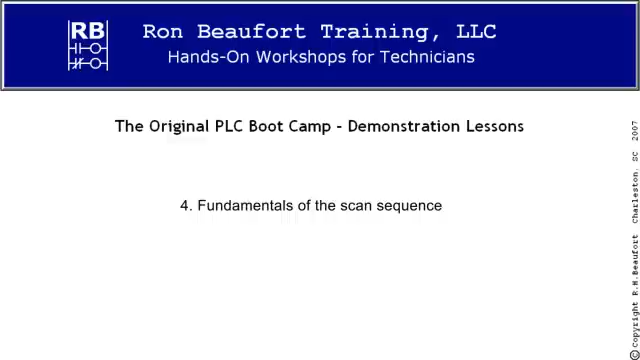 RB
Ron Beaufort Training, LLC
Hands-On Workshops for Technicians
The Original PLC Boot Camp - Demonstration Lessons
4. Fundamentals of the scan sequence
© Copyright R.H.Beaufort Charleston, SC 2007